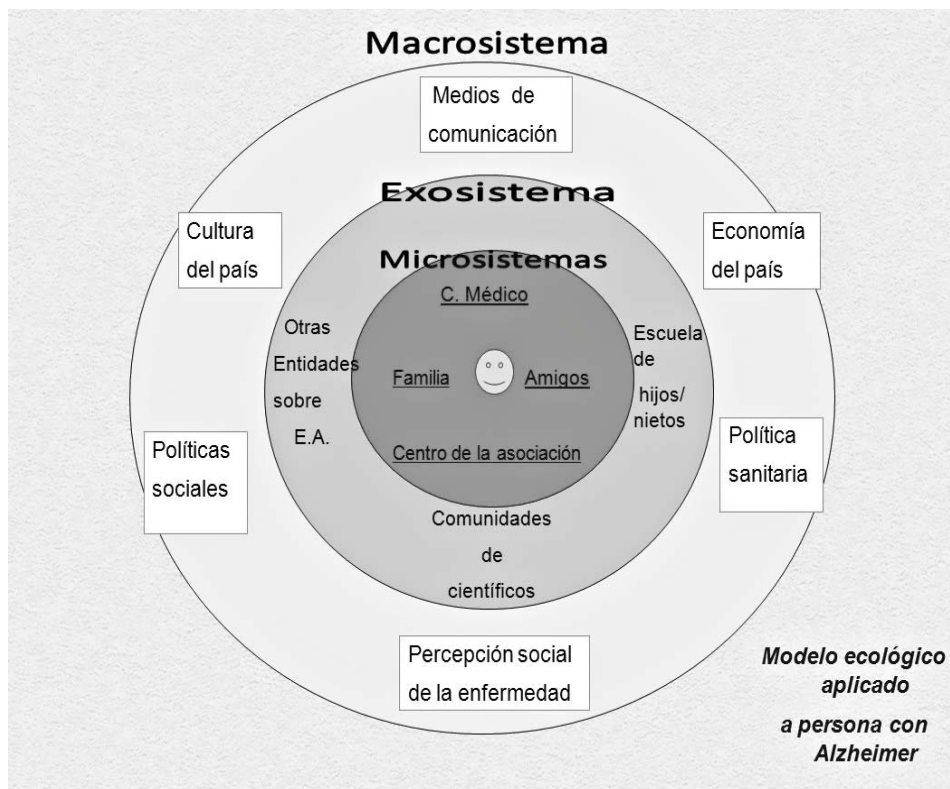 Macrosistema
Medios de
comunicación
Exosistema
Cultura
del país
Economía
del país
Microsistemas
C. Médico
Otras
Entidades
sobre
E.A.
Escuela
de
hijos/
nietos
Familia
Amigos
Políticas
sociales
Política
sanitaria
Centro de la asociación
Comunidades
de
científicos
Percepción social
de la enfermedad
Modelo ecológico
aplicado
a persona con
Alzheimer